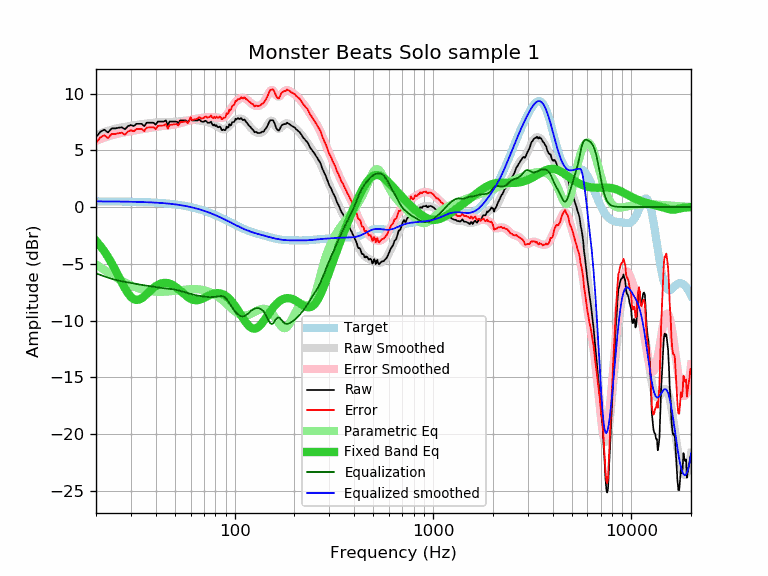 Monster Beats Solo sample 1
Amplitude (dBr)
10
5
0
−5
−10
−15
−20
−25
Target
Raw Smoothed
Error Smoothed
Raw
Error
Parametric Eq
Fixed Band Eq
Equalization
Equalized smoothed
100 1000 10000
Frequency (Hz)